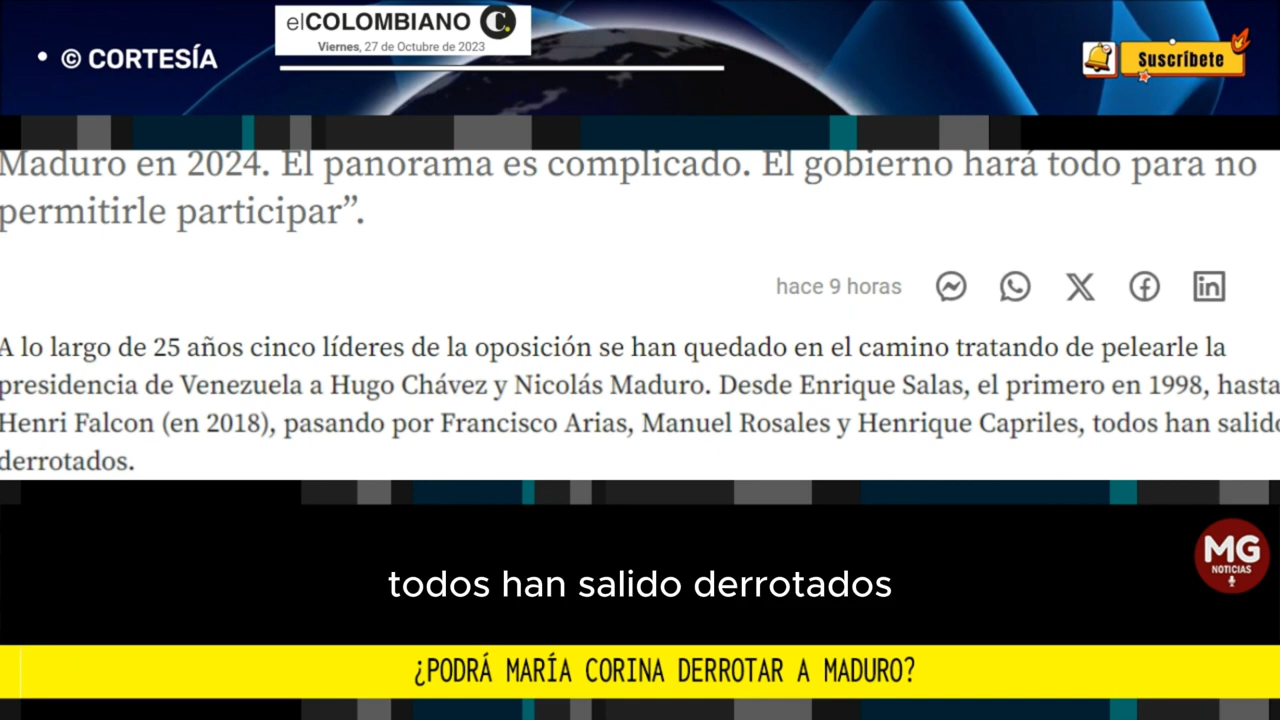 elCOLOMBIANO C.
Viernes, 27 de Octubre de 2023
• © CORTESÍA
Suscríbete
Maduro en 2024. El panorama es complicado. El gobierno hará todo para no
permitirle participar”.
hace 9 horas
A lo largo de 25 años cinco líderes de la oposición se han quedado en el camino tratando de pelearle la
presidencia de Venezuela a Hugo Chávez y Nicolás Maduro. Desde Enrique Salas, el primero en 1998, hasta
Henri Falcon (en 2018), pasando por Francisco Arias, Manuel Rosales y Henrique Capriles, todos han salido
derrotados.
MG
NOTICIAS
todos han salido derrotados
¿PODRÁ MARÍA CORINA DERROTAR A MADURO?